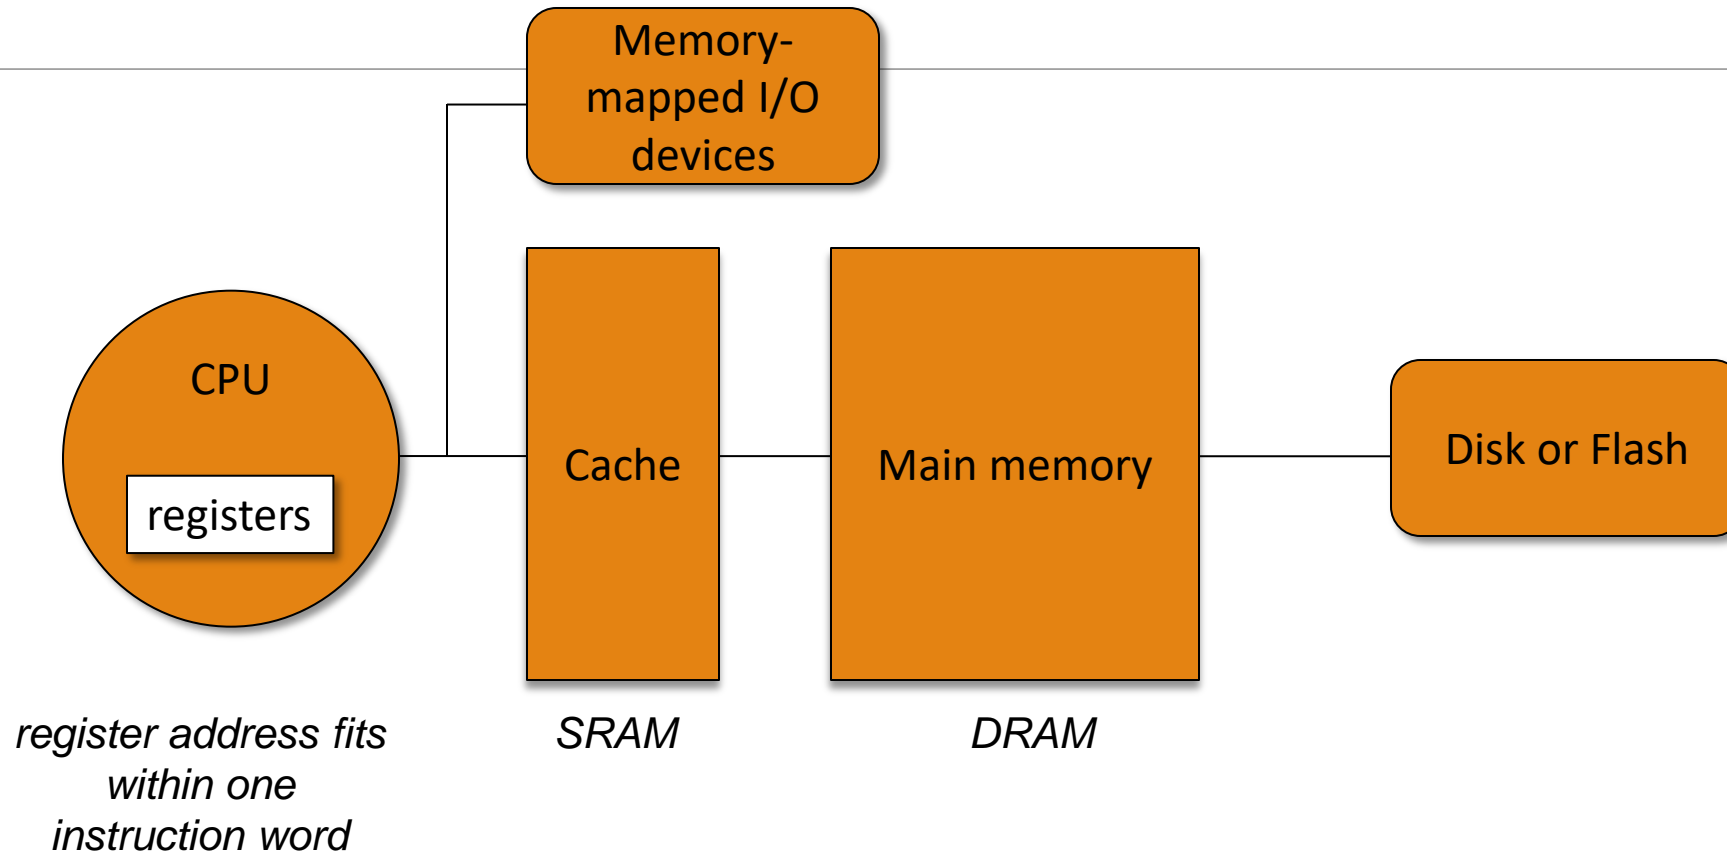 Memory-
mapped I/O
devices
CPU
registers
Cache
Main memory
Disk or Flash
register address fits
within one
instruction word
SRAM
DRAM